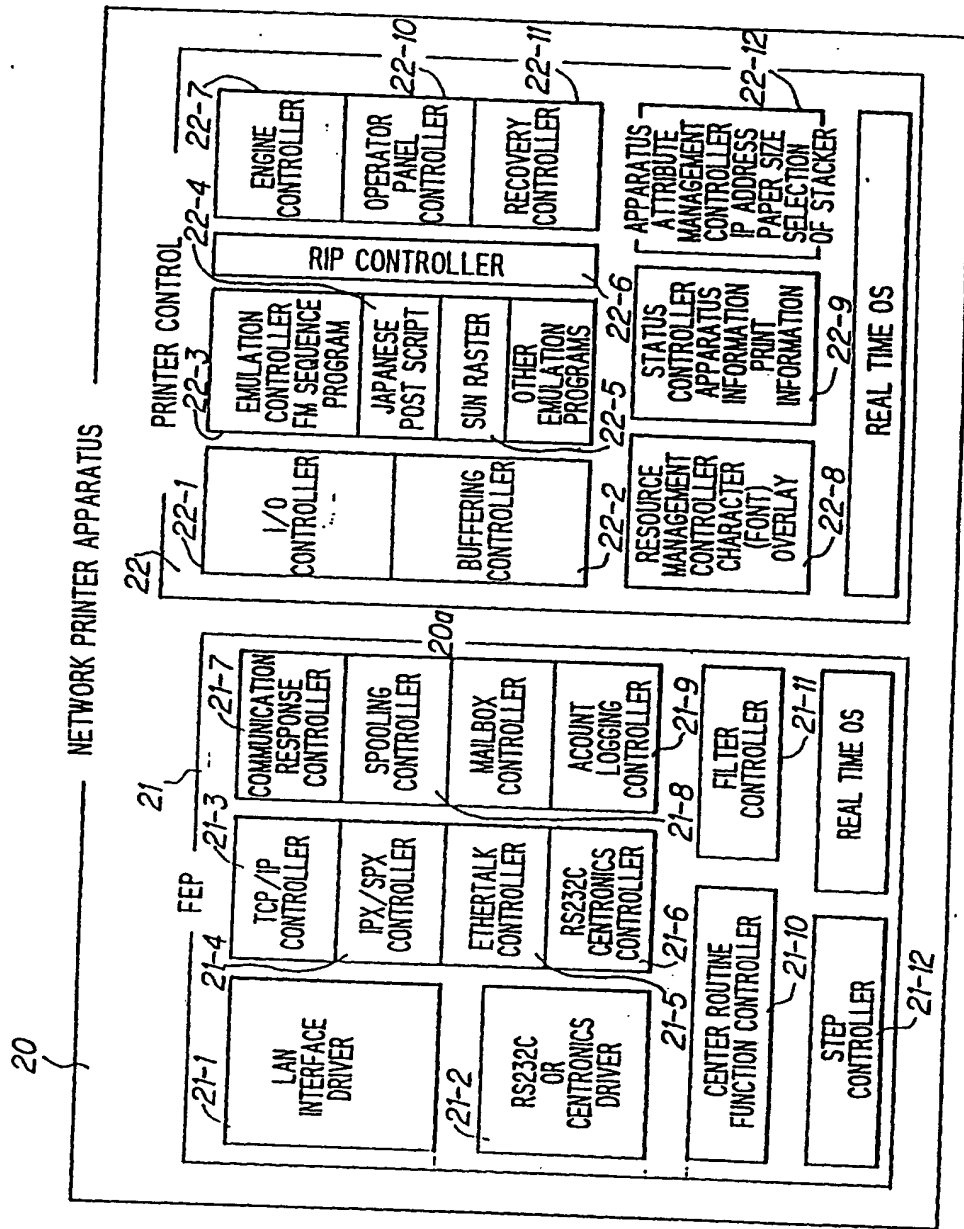 NETWORK PRINTER APPARATUS
20
FEP
21
21-1
LAN
INTERFACE
DRIVER
21-2
RS232C
OR
CENTRONICS
DRIVER
21-3
TCP/IP
CONTROLLER
21-4
IPX/SPX
CONTROLLER
ETHERTALK
CONTROLLER
21-5
RS232C
CENTRONICS
CONTROLLER
21-6
21-7
COMMUNICATION
RESPONSE
CONTROLLER
SPOOLING
CONTROLLER
20a
MAILBOX
CONTROLLER
21-8
ACOUNT
LOGGING
CONTROLLER
21-9
CENTER ROUTINE
FUNCTION CONTROLLER
21-10
FILTER
CONTROLLER
21-11
STEP
CONTROLLER
21-12
REAL TIME OS
PRINTER CONTROL
22
22-1
I/O
CONTROLLER
BUFFERING
CONTROLLER
22-2
22-3
EMULATION
CONTROLLER
FM SEQUENCE
PROGRAM
22-4
JAPANESE
POST SCRIPT
SUN RASTER
22-5
OTHER
EMULATION
PROGRAMS
RIP CONTROLLER
22-6
22-7
ENGINE
CONTROLLER
OPERATOR
PANEL
CONTROLLER
22-10
RECOVERY
CONTROLLER
22-11
RESOURCE
MANAGEMENT
CONTROLLER
CHARACTER
(FONT)
OVERLAY
22-8
STATUS
CONTROLLER
APPARATUS
INFORMATION
PRINT
INFORMATION
22-9
APPARATUS
ATTRIBUTE
MANAGEMENT
CONTROLLER
IP ADDRESS
PAPER SIZE
SELECTION
OF STACKER
22-12
REAL TIME OS